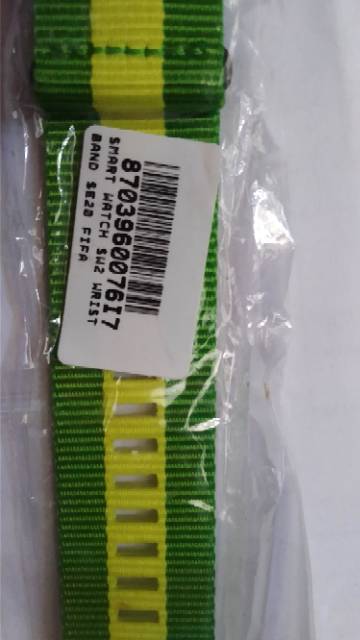 8703960076I7
SMART WATCH SW2 WRIST
BAND SE20 FIFA